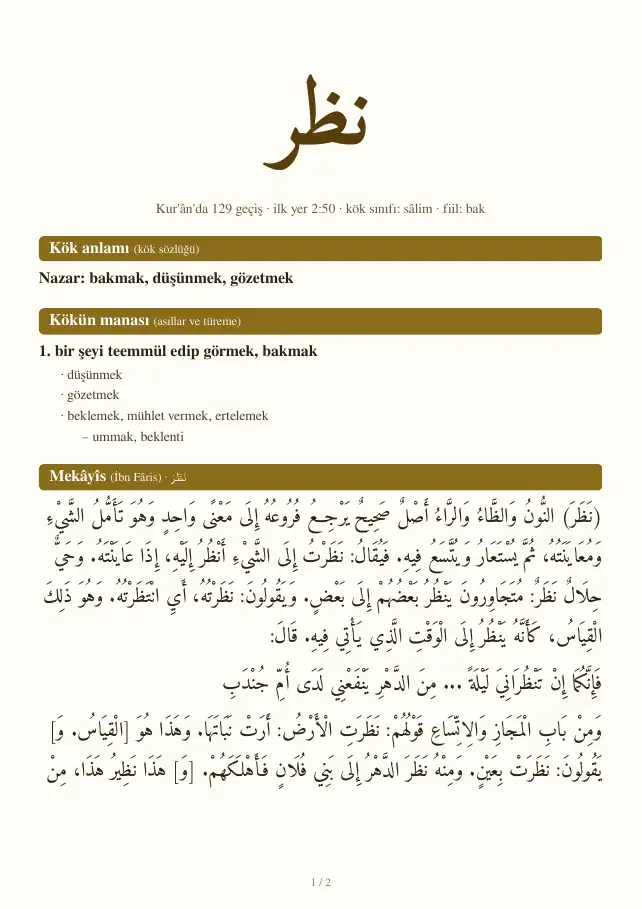 نظر
Kur'ân'da 129 geçiş · ilk yer 2:50 · kök sınıfı: sâlim · fiil: bak
Kök anlamı (kök sözlüğü)
Nazar: bakmak, düşünmek, gözetmek
Kökün manası (asıllar ve türeme)
1. bir şeyi teemmül edip görmek, bakmak
· düşünmek
· gözetmek
· beklemek, mühlet vermek, ertelemek
– ummak, beklenti
Mekâyîs (İbn Fâris) · نَظَرَ
(نَظَرَ) النُّونُ وَالظَّاءُ وَالرَّاءُ أَصْلٌ صَحِيحٌ يَرْجِعُ فُرُوعُهُ إِلَى مَعْنًى وَاحِدٍ وَهُوَ تَأَمُّلُ الشَّيْءِ
وَمُعَايَنَتُهُ، ثُمَّ يُسْتَعَارُ وَيُتَّسَعُ فِيهِ. فَيُقَالُ: نَظَرْتُ إِلَى الشَّيْءِ أَنْظُرُ إِلَيْهِ، إِذَا عَايَنْتَهُ. وَحَيٌّ
حِلَالٌ نَظَرٌ: مُتَجَاوِرُونَ يَنْظُرُ بَعْضُهُمْ إِلَى بَعْضٍ. وَيَقُولُونَ: نَظَرْتُهُ، أَيِ انْتَظَرْتُهُ. وَهُوَ ذَلِكَ
الْقِيَاسُ، كَأَنَّهُ يَنْظُرُ إِلَى الْوَقْتِ الَّذِي يَأْتِي فِيهِ. قَالَ:
فَإِنَّكُمَا إِنْ تَنْظُرَانِيَ لَيْلَةً ... مِنَ الدَّهْرِ يَنْفَعْنِي لَدَى أُمِّ جُنْدَبِ
وَمِنْ بَابِ الْمَجَازِ وَالِاتِّسَاعِ قَوْلُهُمْ: نَظَرَتِ الْأَرْضُ: أَرَتْ نَبَاتَهَا. وَهَذَا هُوَ [الْقِيَاسُ. وَ]
يَقُولُونَ: نَظَرَتْ بِعَيْنٍ. وَمِنْهُ نَظَرَ الدَّهْرُ إِلَى بَنِي فُلَانٍ فَأَهْلَكَهُمْ. [وَ] هَذَا نَظِيرُ هَذَا، مِنْ
1 / 2